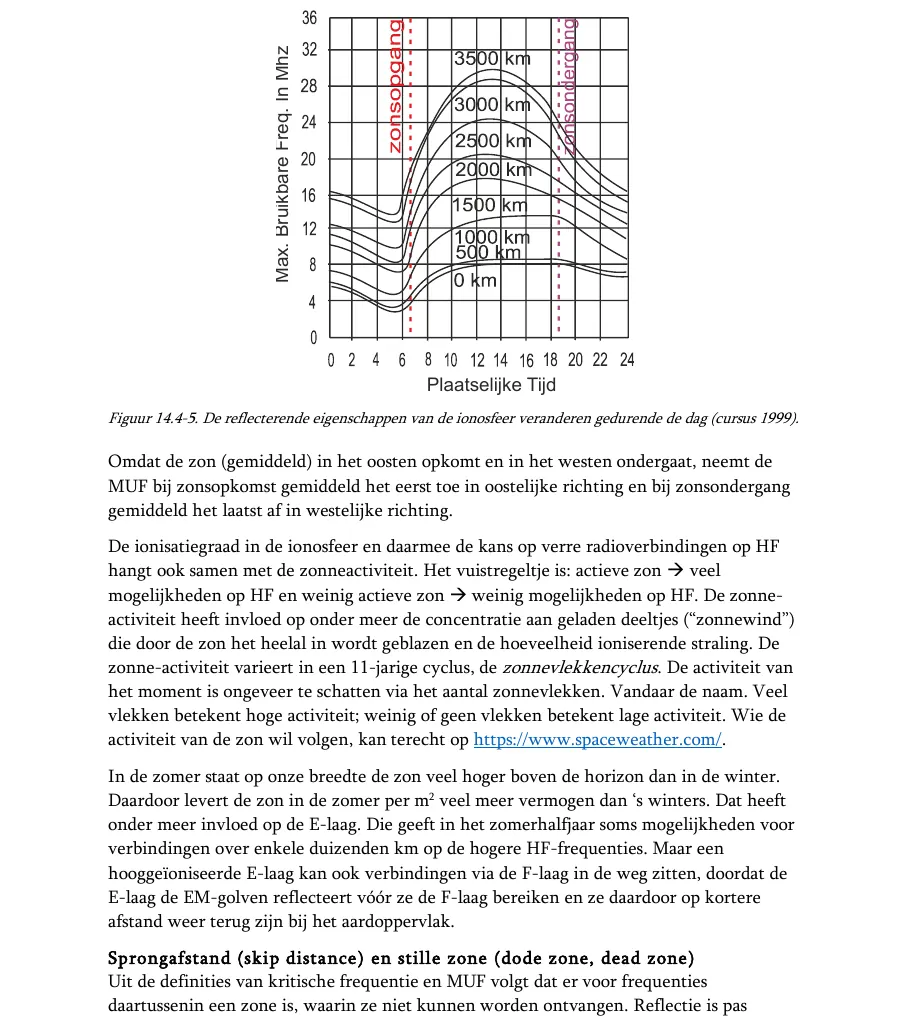 36
32
28
24
20
16
12
8
4
0
Max. Bruikbare Freq. In Mhz
zonsopgang
zonsondergang
3500 km
3000 km
2500 km
2000 km
1500 km
1000 km
500 km
0 km
0 2 4 6 8 10 12 14 16 18 20 22 24
Plaatselijke Tijd
Figuur 14.4-5. De reflecterende eigenschappen van de ionosfeer veranderen gedurende de dag (cursus 1999).
Omdat de zon (gemiddeld) in het oosten opkomt en in het westen ondergaat, neemt de
MUF bij zonsopkomst gemiddeld het eerst toe in oostelijke richting en bij zonsondergang
gemiddeld het laatst af in westelijke richting.
De ionisatiegraad in de ionosfeer en daarmee de kans op verre radioverbindingen op HF
hangt ook samen met de zonneactiviteit. Het vuistregeltje is: actieve zon → veel
mogelijkheden op HF en weinig actieve zon → weinig mogelijkheden op HF. De zonne-
activiteit heeft invloed op onder meer de concentratie aan geladen deeltjes (“zonnewind”)
die door de zon het heelal in wordt geblazen en de hoeveelheid ioniserende straling. De
zonne-activiteit varieert in een 11-jarige cyclus, de zonnevlekkencyclus. De activiteit van
het moment is ongeveer te schatten via het aantal zonnevlekken. Vandaar de naam. Veel
vlekken betekent hoge activiteit; weinig of geen vlekken betekent lage activiteit. Wie de
activiteit van de zon wil volgen, kan terecht op https://www.spaceweather.com/.
In de zomer staat op onze breedte de zon veel hoger boven de horizon dan in de winter.
Daardoor levert de zon in de zomer per m² veel meer vermogen dan ‘s winters. Dat heeft
onder meer invloed op de E-laag. Die geeft in het zomerhalfjaar soms mogelijkheden voor
verbindingen over enkele duizenden km op de hogere HF-frequenties. Maar een
hooggeïoniseerde E-laag kan ook verbindingen via de F-laag in de weg zitten, doordat de
E-laag de EM-golven reflecteert vóór ze de F-laag bereiken en ze daardoor op kortere
afstand weer terug zijn bij het aardoppervlak.
Sprongafstand (skip distance) en stille zone (dode zone, dead zone)
Uit de definities van kritische frequentie en MUF volgt dat er voor frequenties
daartussenin een zone is, waarin ze niet kunnen worden ontvangen. Reflectie is pas